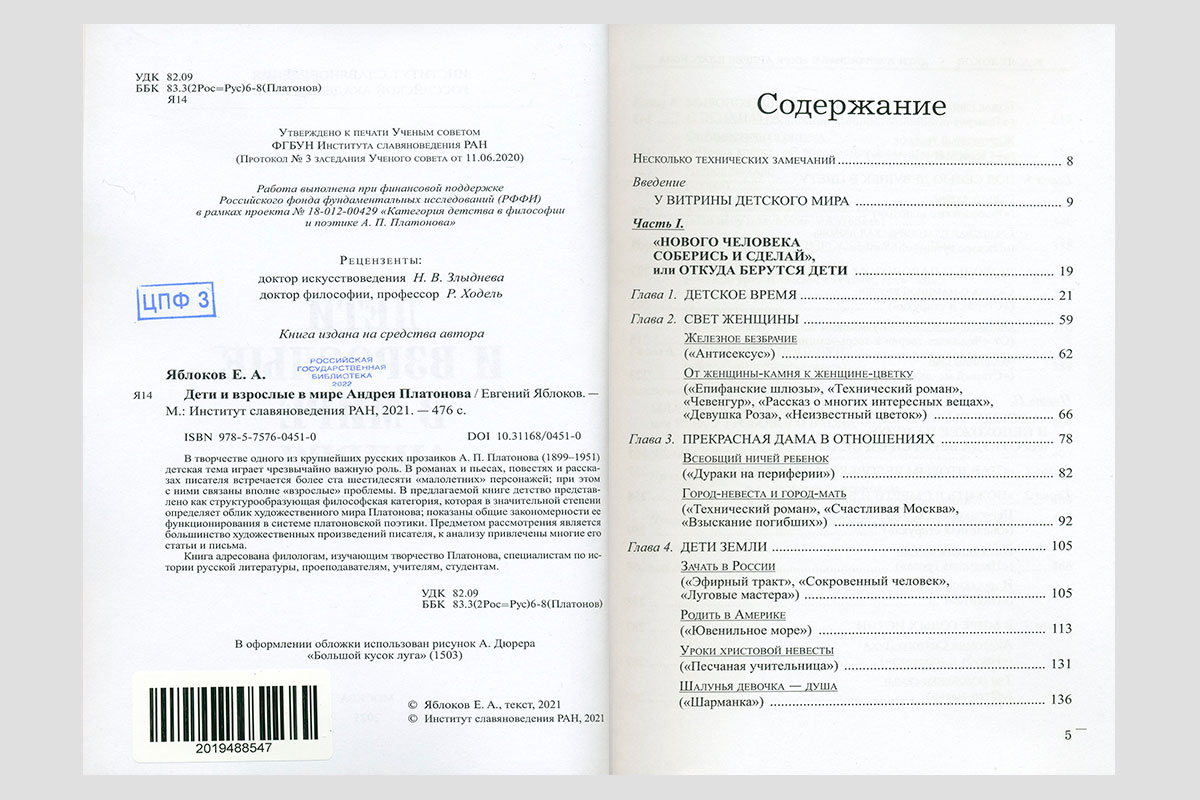 УДК 82.09
ББК 83.3(2Рос=Рус)6-8(Платонов)
Я14
Утверждено к печати Ученым советом
ФГБУН Института славяноведения РАН
(Протокол № 3 заседания Ученого совета от 11.06.2020)
Работа выполнена при финансовой поддержке
Российского фонда фундаментальных исследований (РФФИ)
в рамках проекта № 18-012-00429 «Категория детства в философии
и поэтике А. П. Платонова»
Рецензенты:
доктор искусствоведения Н. В. Злыднева
доктор философии, профессор Р. Ходель
ЦПФ 3
Книга издана на средства автора
РОССИЙСКАЯ
ГОСУДАРСТВЕННАЯ
БИБЛИОТЕКА
2022
Яблоков Е. А.
Я14 Дети и взрослые в мире Андрея Платонова / Евгений Яблоков. —
М.: Институт славяноведения РАН, 2021. — 476 с.
ISBN 978-5-7576-0451-0 DOI 10.31168/0451-0
В творчестве одного из крупнейших русских прозаиков А. П. Платонова (1899–1951)
детская тема играет чрезвычайно важную роль. В романах и пьесах, повестях и расска-
зах писателя встречается более ста шестидесяти «малолетних» персонажей; при этом
с ними связаны вполне «взрослые» проблемы. В предлагаемой книге детство представ-
лено как структурообразующая философская категория, которая в значительной степени
определяет облик художественного мира Платонова; показаны общие закономерности ее
функционирования в системе платоновской поэтики. Предметом рассмотрения является
большинство художественных произведений писателя, к анализу привлечены многие его
статьи и письма.
Книга адресована филологам, изучающим творчество Платонова, специалистам по ис-
тории русской литературы, проеподавателям, учителям, студентам.
УДК 82.09
ББК 83.3(2Рос=Рус)6-8(Платонов)
В оформлении обложки использован рисунок А. Дюрера
«Большой кусок луга» (1503)
© Яблоков Е. А., текст, 2021
© Институт славяноведения РАН, 2021
2019488547
Содержание
Несколько технических замечаний ... 8
Введение
У ВИТРИНЫ ДЕТСКОГО МИРА ... 9
Часть I.
«НОВОГО ЧЕЛОВЕКА
СОБЕРИСЬ И СДЕЛАЙ»,
или ОТКУДА БЕРУТСЯ ДЕТИ ... 19
Глава 1. ДЕТСКОЕ ВРЕМЯ ... 21
Глава 2. СВЕТ ЖЕНЩИНЫ ... 59
Железное безбрачие
(«Антисексус») ... 62
От женщины-камня к женщине-цветку
(«Епифанские шлюзы», «Технический роман»,
«Чевенгур», «Рассказ о многих интересных вещах»,
«Девушка Роза», «Неизвестный цветок») ... 66
Глава 3. ПРЕКРАСНАЯ ДАМА В ОТНОШЕНИЯХ ... 78
Всеобщий ничей ребенок
(«Дураки на периферии») ... 82
Город-невеста и город-мать
(«Технический роман», «Счастливая Москва»,
«Взыскание погибших») ... 92
Глава 4. ДЕТИ ЗЕМЛИ ... 105
Зачать в России
(«Эфирный тракт», «Сокровенный человек»,
«Луговые мастера») ... 105
Родить в Америке
(«Ювенильное море») ... 113
Уроки христовой невесты
(«Песчаная учительница») ... 131
Шалунья девочка — душа
(«Шарманка») ... 136
5